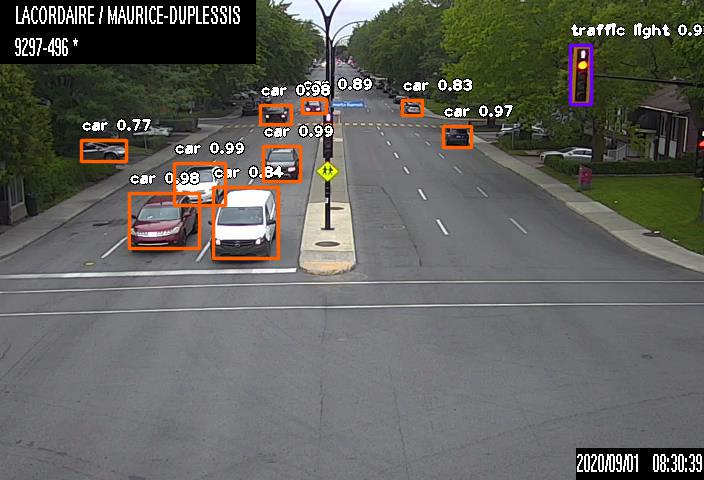 LACORDAIRE / MAURICE-DUPLESSIS
9297-496 *
traffic light 0.9
car 0.98
0.89
car 0.83
car 0.97
car 0.99
car 0.77
car 0.99
car 0.98
car 0.84
2020/09/01 08:30:39